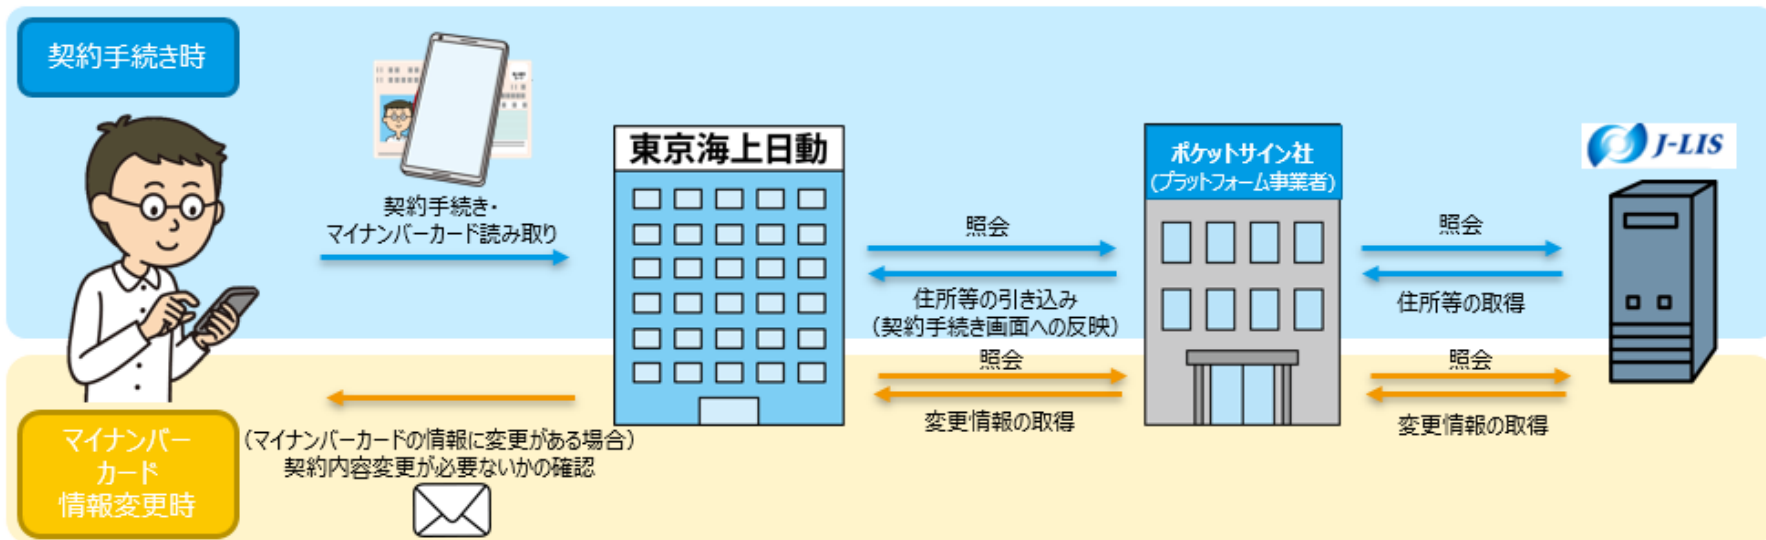 契約手続き時
契約手続き・
マイナンバーカード読み取り
東京海上日動
照会
住所等の引き込み
（契約手続き画面への反映）
ポケットサイン社
(プラットフォーム事業者)
照会
住所等の取得
J-LIS
マイナンバー
カード
情報変更時
（マイナンバーカードの情報に変更がある場合）
契約内容変更が必要ないかの確認
照会
変更情報の取得
照会
変更情報の取得